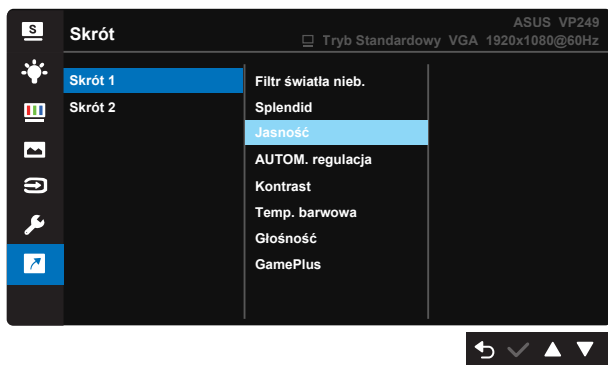 S
Skrót
ASUS VP249
Tryb Standardowy VGA 1920x1080@60Hz
Skrót 1
Skrót 2
Filtr światła nieb.
Splendid
Jasność
AUTOM. regulacja
Kontrast
Temp. barwowa
Głośność
GamePlus